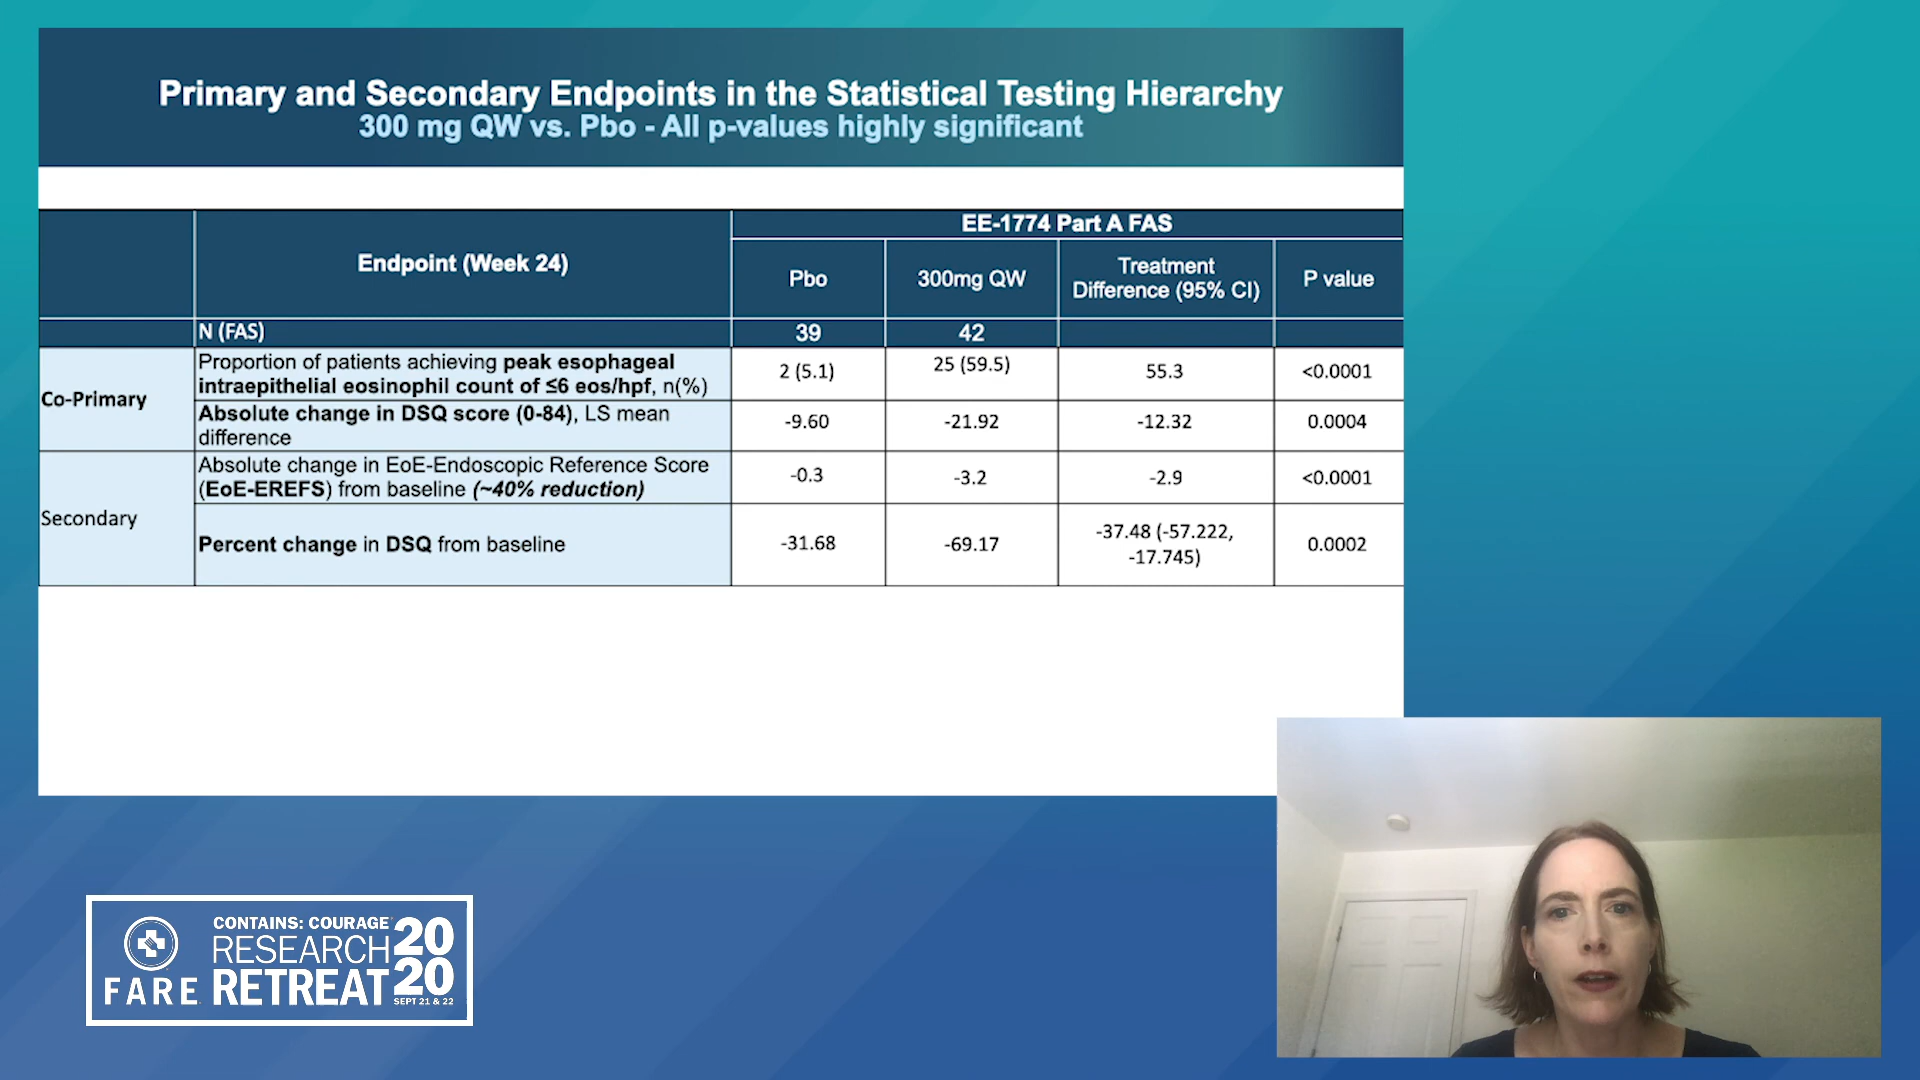 Primary and Secondary Endpoints in the Statistical Testing Hierarchy
300 mg QW vs. Pbo - All p-values highly significant
Endpoint (Week 24)
EE-1774 Part A FAS
Pbo
300mg QW
Treatment
Difference (95% CI)
P value
N (FAS)
39
42
Co-Primary
Proportion of patients achieving peak esophageal
intraepithelial eosinophil count of ≤6 eos/hpf, n(%)
2 (5.1)
25 (59.5)
55.3
<0.0001
Absolute change in DSQ score (0-84), LS mean
difference
-9.60
-21.92
-12.32
0.0004
Secondary
Absolute change in EoE-Endoscopic Reference Score
(EoE-EREFS) from baseline (~40% reduction)
-0.3
-3.2
-2.9
<0.0001
Percent change in DSQ from baseline
-31.68
-69.17
-37.48 (-57.222,
-17.745)
0.0002
FARE
CONTAINS: COURAGE
RESEARCH
RETREAT
20
20
SEPT 21 & 22